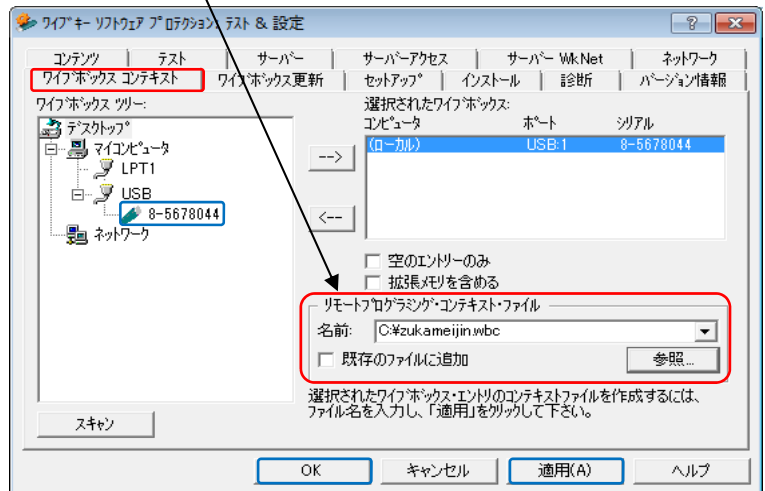 ワイブキー ソフトウェア プロテクション テスト & 設定
コンテンツ テスト サーバー サーバーアクセス サーバー WkNet ネットワーク
ワイブボックス コンテキスト ワイブボックス更新 セットアップ インストール 診断 バージョン情報
ワイブボックス ツリー:
選択されたワイブボックス:
コンピュータ ポート シリアル
デスクトップ
マイコンピュータ
LPT1
USB
8-5678044
ネットワーク
(ローカル) USB:1 8-5678044
-->
<--
空のエントリーのみ
拡張メモリを含める
リモートプログラミング・コンテキスト・ファイル
名前: C:¥zukameijin.wbc
既存のファイルに追加 参照...
選択されたワイブボックス・エントリのコンテキストファイルを作成するには、
ファイル名を入力し、「適用」をクリックして下さい。
スキャン
OK キャンセル 適用(A) ヘルプ